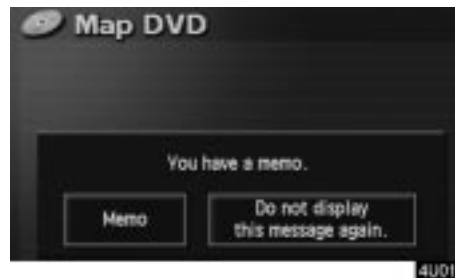 Map DVD
You have a memo.
Memo
Do not display
this message again.
4U01